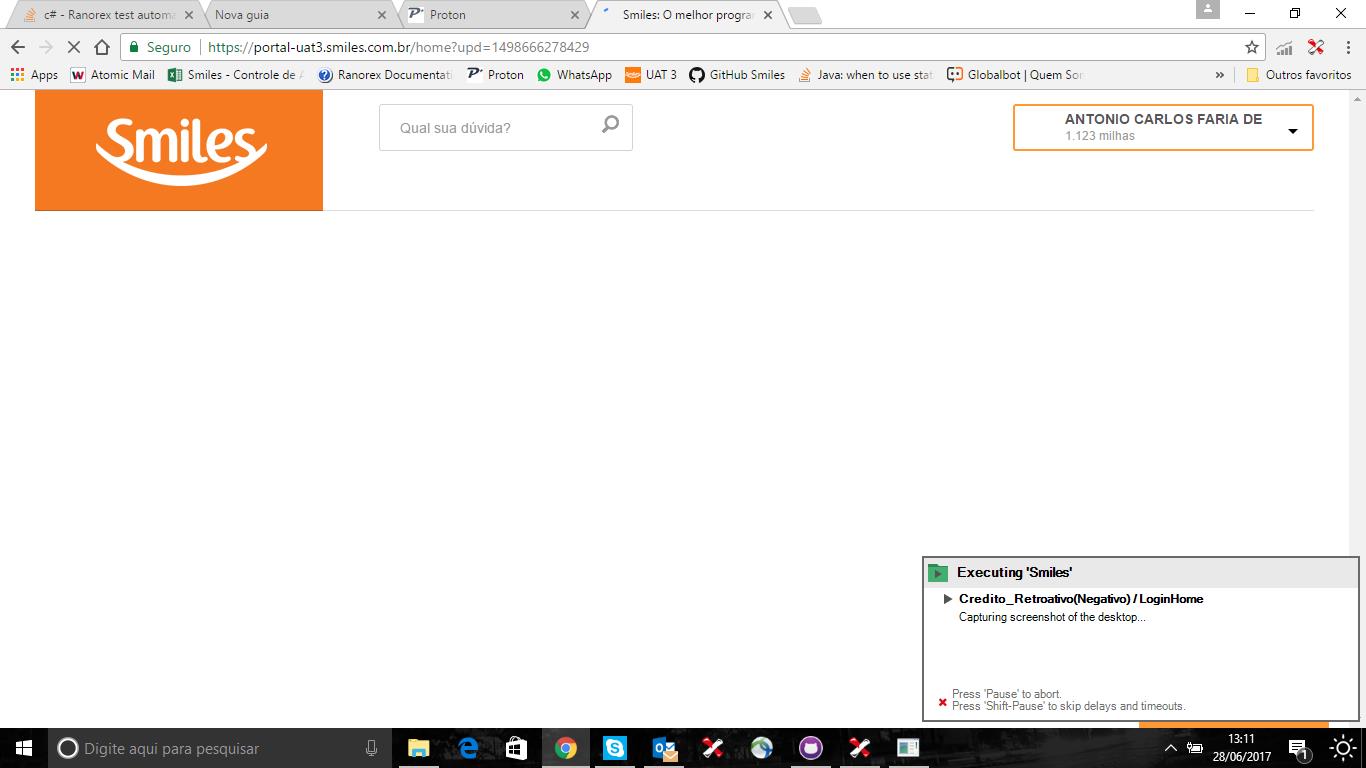 c# - Ranorex test automa
Nova guia
Proton
Smiles: O melhor progra
Seguro
https://portal-uat3.smiles.com.br/home?upd=1498666278429
Apps
Atomic Mail
Smiles - Controle de A
Ranorex Documentati
Proton
WhatsApp
UAT 3
GitHub Smiles
Java: when to use stat
Globalbot | Quem Som
»
Outros favoritos
Smiles
Qual sua dúvida?
ANTONIO CARLOS FARIA DE
1.123 milhas
Executing 'Smiles'
Credito_Retroativo(Negativo) / LoginHome
Capturing screenshot of the desktop...
Press 'Pause' to abort.
Press 'Shift-Pause' to skip delays and timeouts.
Digite aqui para pesquisar
13:11
28/06/2017
1